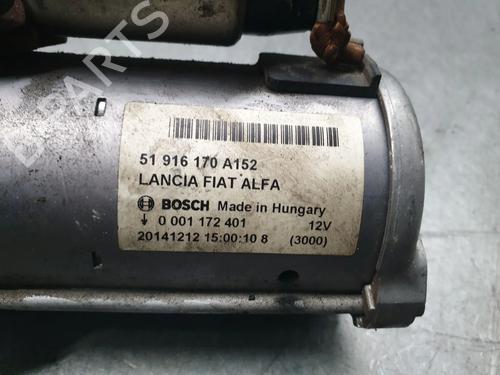 B-PARTS
51 916 170 A152
LANCIA FIAT ALFA
BOSCH Made in Hungary
0 001 172 401 12V
20141212 15:00:10 8 (3000)